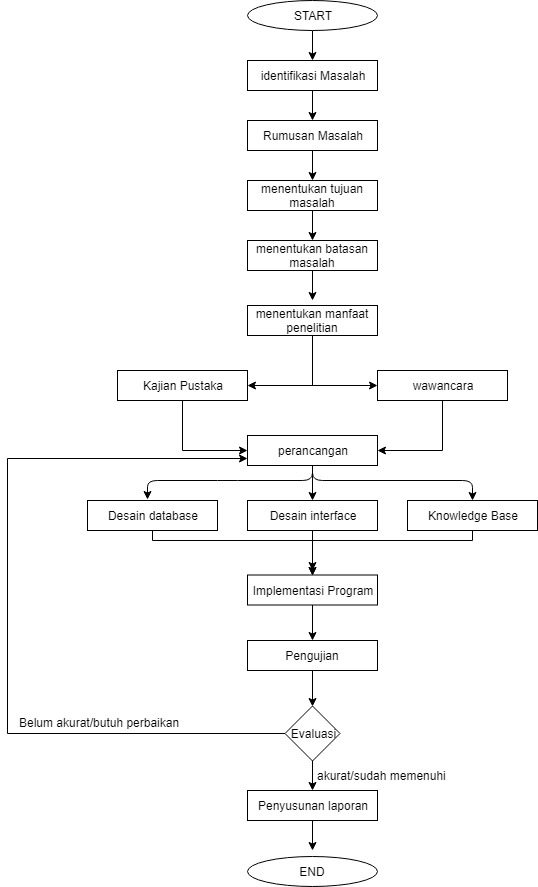 START
identifikasi Masalah
Rumusan Masalah
menentukan tujuan
masalah
menentukan batasan
masalah
menentukan manfaat
penelitian
Kajian Pustaka
wawancara
perancangan
Desain database
Desain interface
Knowledge Base
Implementasi Program
Pengujian
Belum akurat/butuh perbaikan
Evaluasi
akurat/sudah memenuhi
Penyusunan laporan
END